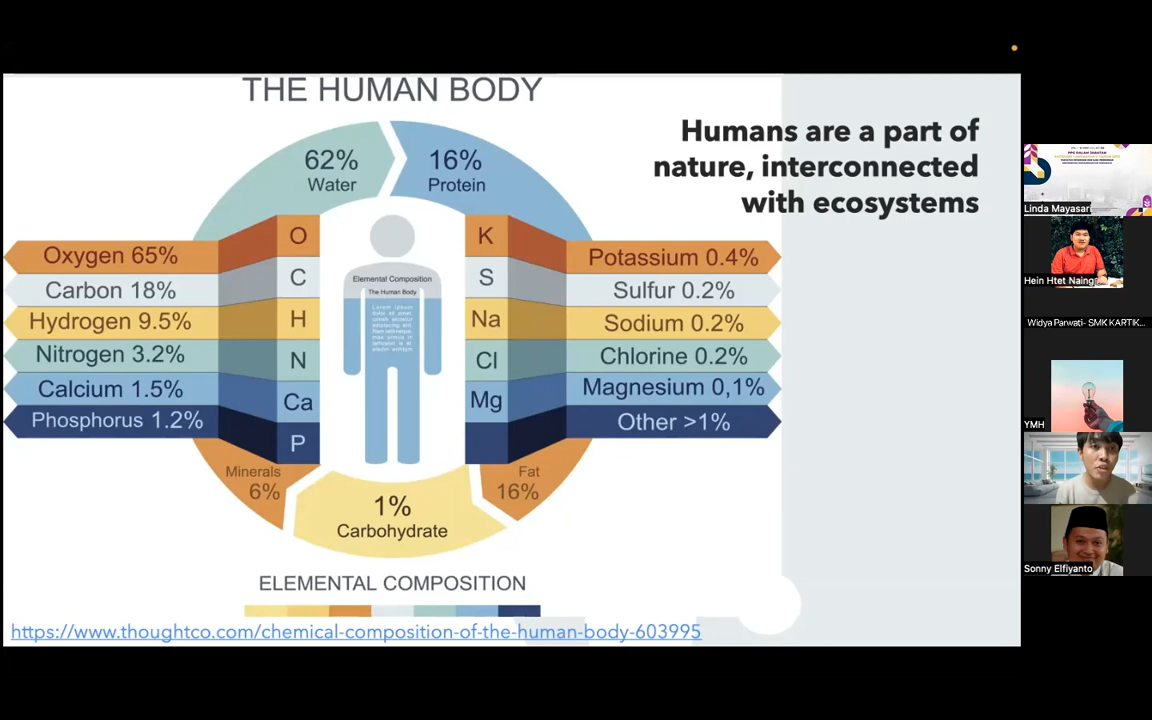 THE HUMAN BODY
Humans are a part of
nature, interconnected
with ecosystems
62%
Water
16%
Protein
Oxygen 65%
O
Carbon 18%
C
Hydrogen 9.5%
H
Nitrogen 3.2%
N
Calcium 1.5%
Ca
Phosphorus 1.2%
P
Elemental Composition
The Human Body
K
Potassium 0.4%
S
Sulfur 0.2%
Na
Sodium 0.2%
Cl
Chlorine 0.2%
Mg
Magnesium 0,1%
Other >1%
Minerals
6%
1%
Carbohydrate
Fat
16%
ELEMENTAL COMPOSITION
https://www.thoughtco.com/chemical-composition-of-the-human-body-603995
Linda Mayasari
Hein Htet Naing
Widya Parwati- SMK KARTIK...
YMH
Sonny Elfiyanto